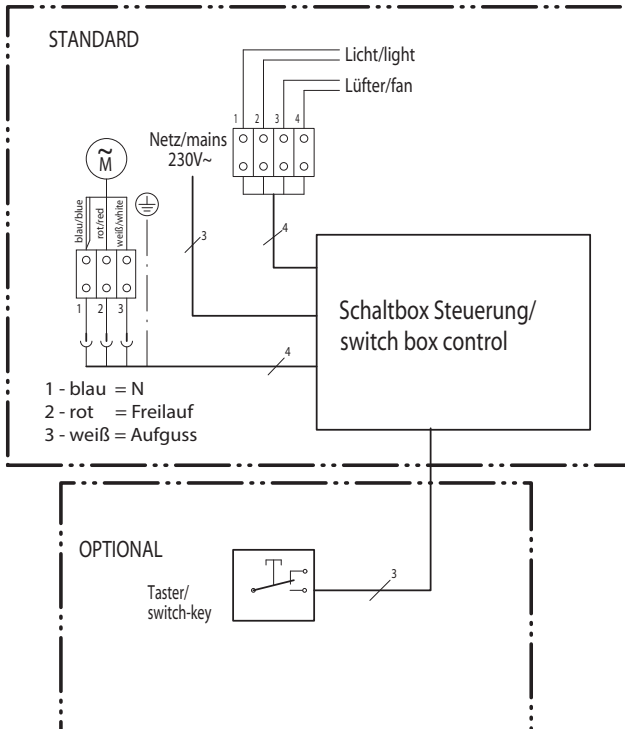 STANDARD
Licht/light
Lüfter/fan
1 2 3 4
Netz/mains
230V~
~
M
blau/blue
rot/red
weiß/white
3
4
1 2 3
4
Schaltbox Steuerung/
switch box control
1 - blau = N
2 - rot = Freilauf
3 - weiß = Aufguss
OPTIONAL
Taster/
switch-key
3